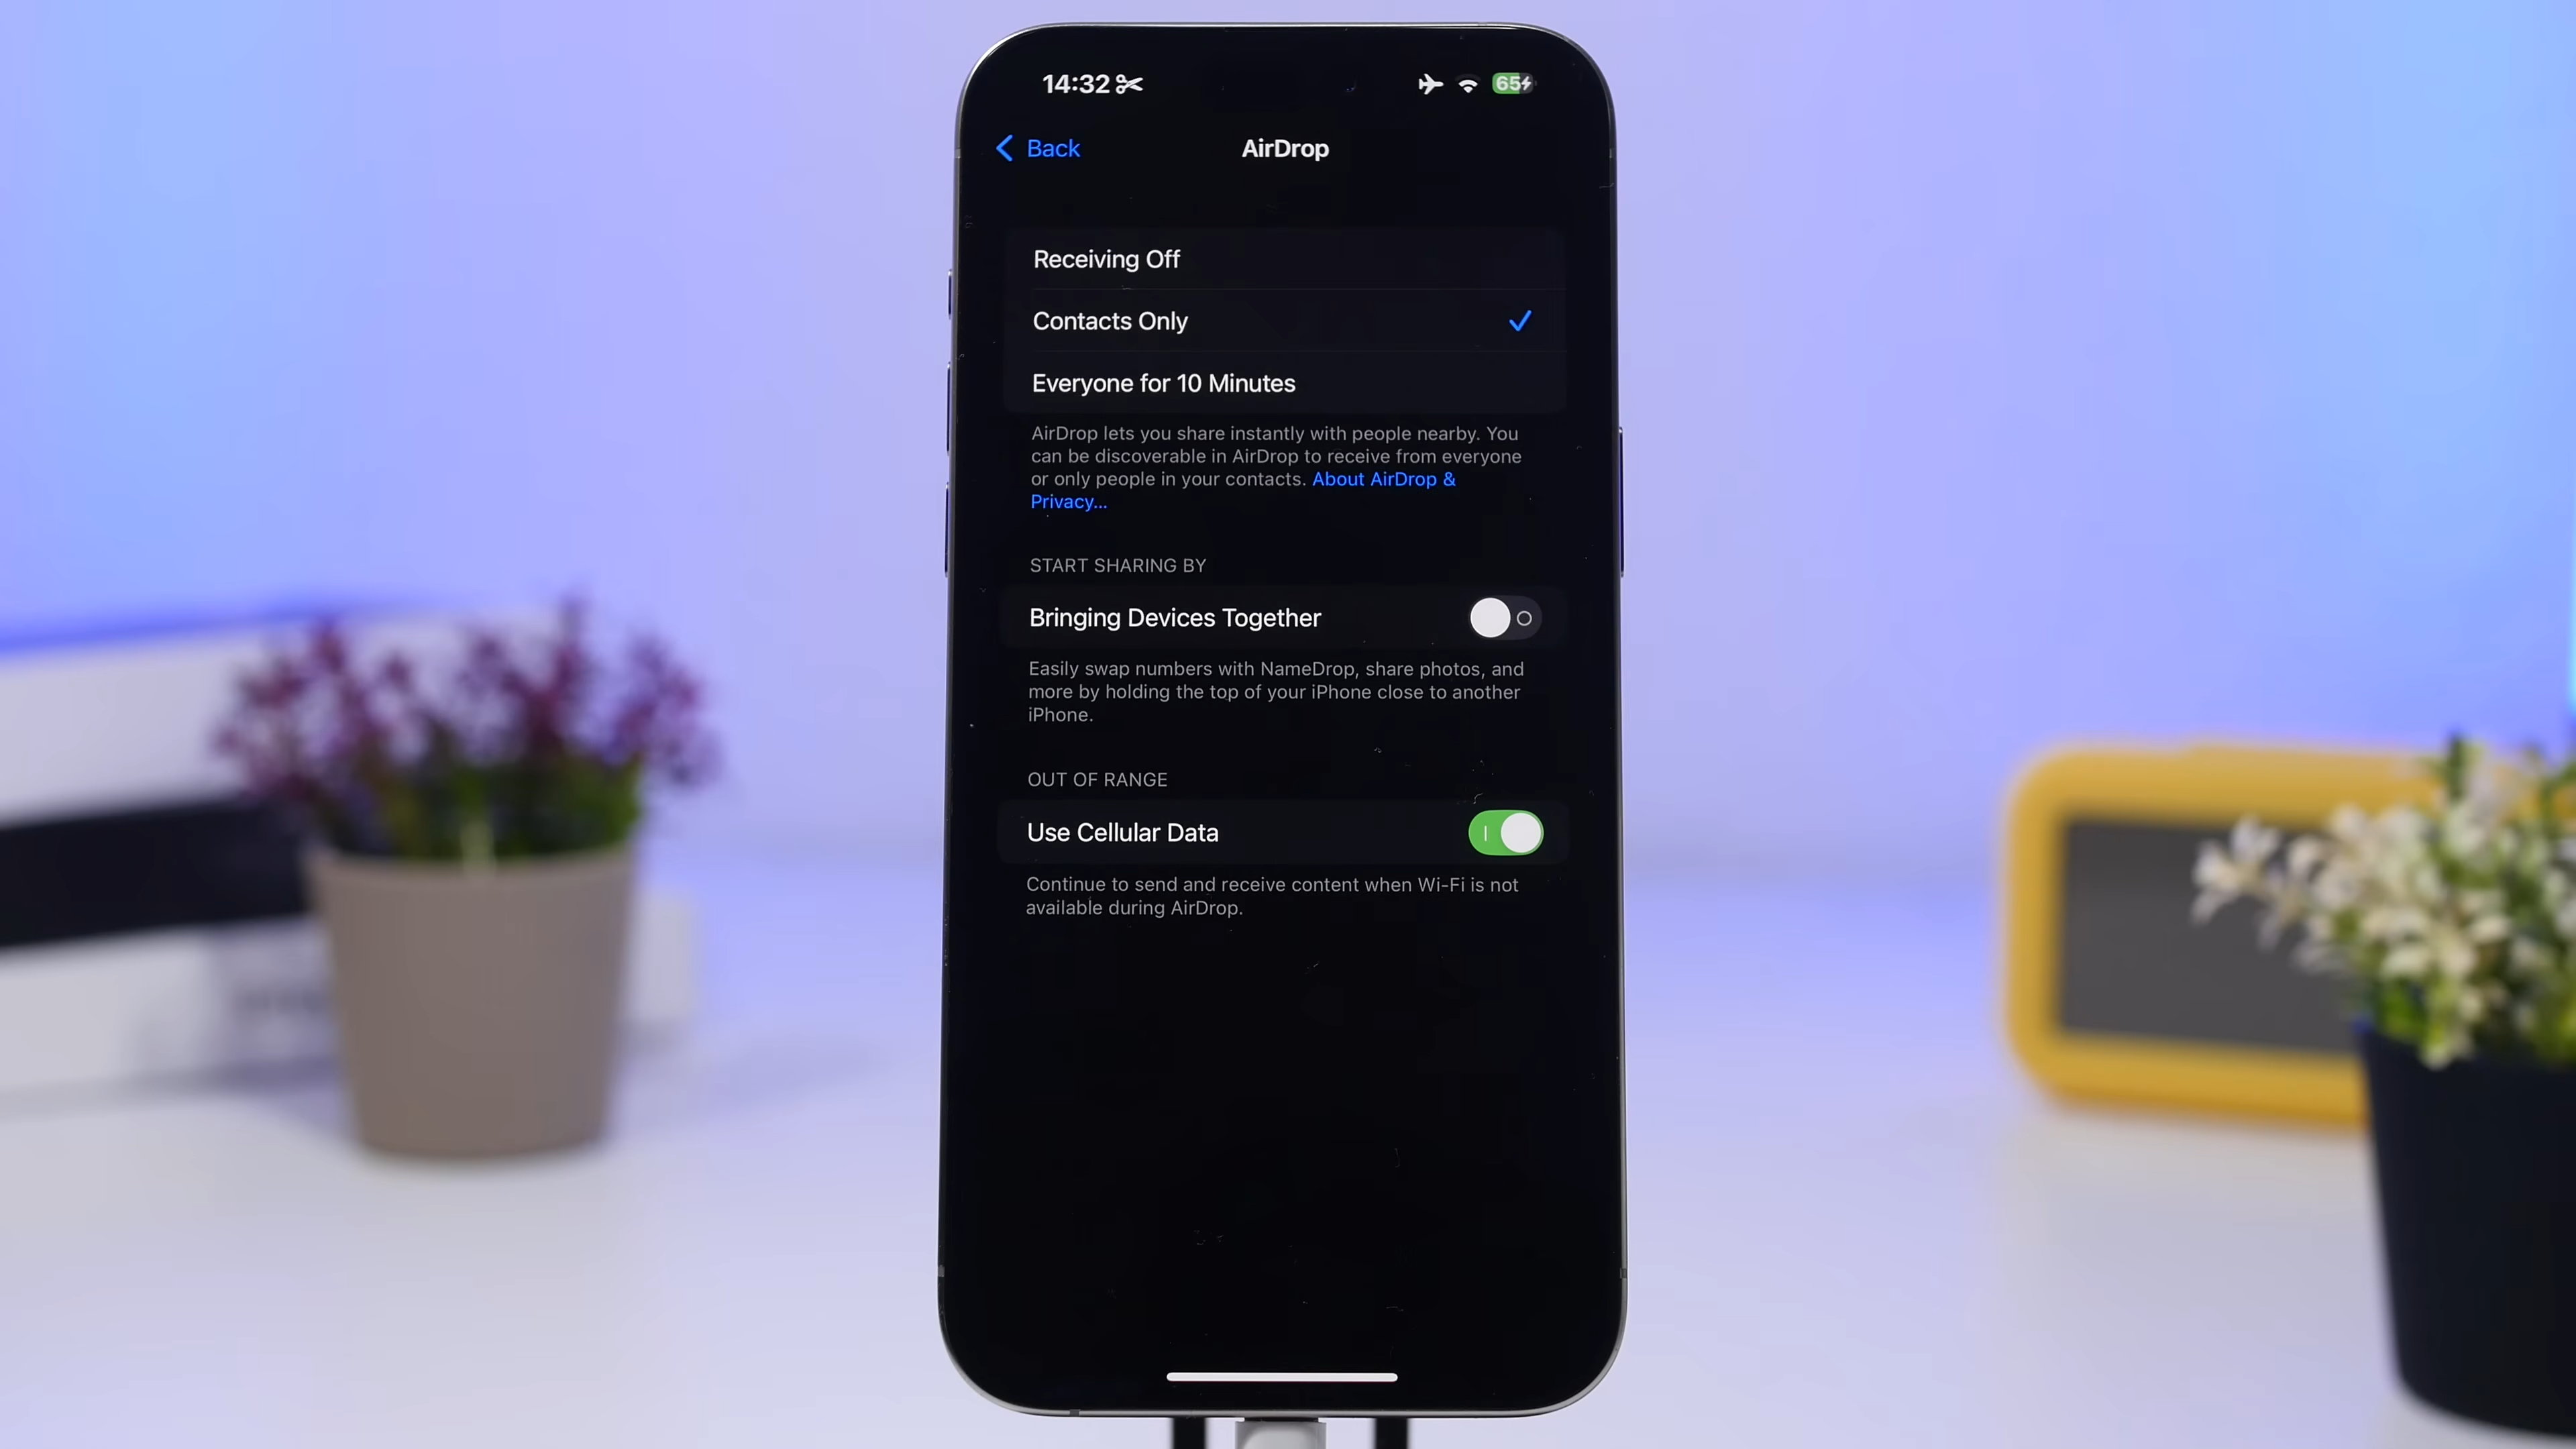 14:32
65
Back
AirDrop
Receiving Off
Contacts Only
Everyone for 10 Minutes
AirDrop lets you share instantly with people nearby. You
can be discoverable in AirDrop to receive from everyone
or only people in your contacts. About AirDrop &
Privacy...
START SHARING BY
Bringing Devices Together
Easily swap numbers with NameDrop, share photos, and
more by holding the top of your iPhone close to another
iPhone.
OUT OF RANGE
Use Cellular Data
Continue to send and receive content when Wi-Fi is not
available during AirDrop.